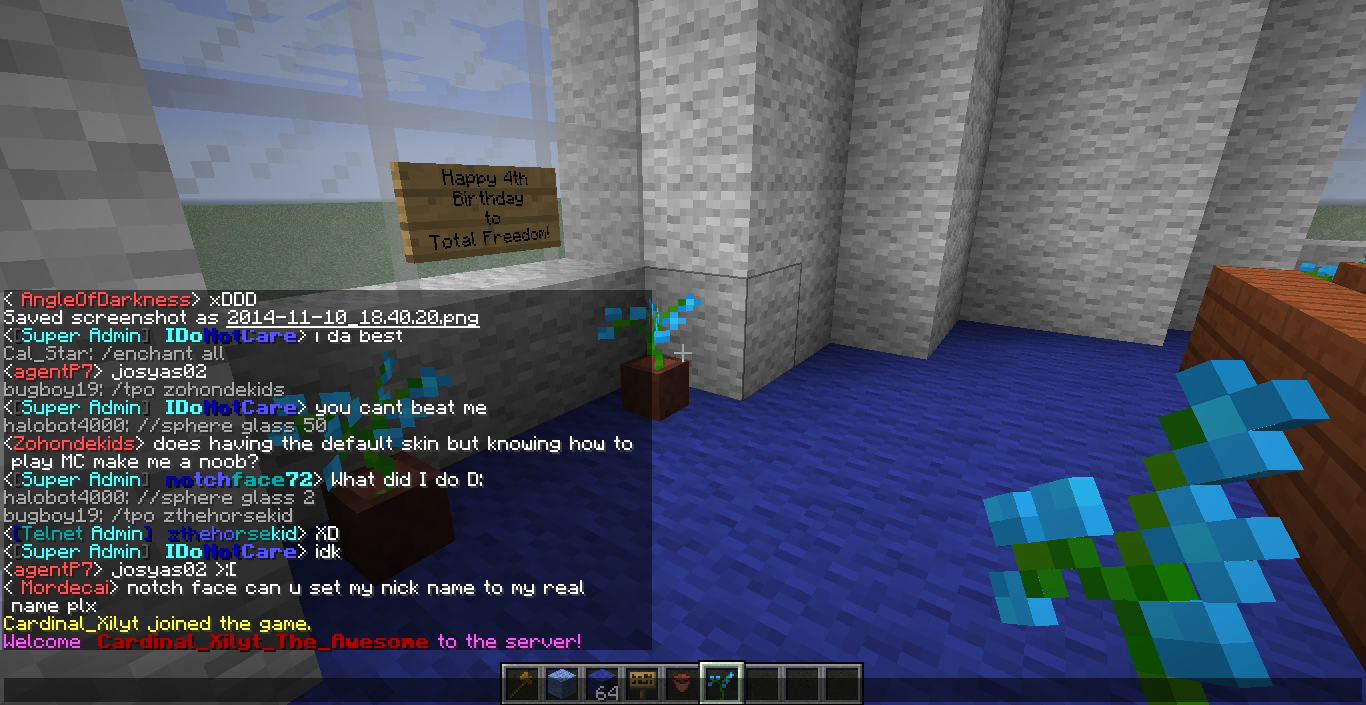 Happy 4th
Birthday
to
Total Freedom!
< AngleOfDarkness> xDDD
Saved screenshot as 2014-11-10_18.40.20.png
<[Super Admin] IDoNotCare> i da best
Cal_Star: /enchant all
<agentP7> josyas02
bugboy19: /tpo zohondekids
<[Super Admin] IDoNotCare> you cant beat me
halobot4000: //sphere glass 50
<Zohondekids> does having the default skin but knowing how to
play MC make me a noob?
<[Super Admin] notchface72> What did I do D:
halobot4000: //sphere glass 2
bugboy19: /tpo zthehorsekid
<[Telnet Admin] zthehorsekid> XD
<[Super Admin] IDoNotCare> idk
<agentP7> josyas02 >:[
< Mordecai> notch face can u set my nick name to my real
name plx
Cardinal_Xilyt joined the game.
Welcome Cardinal_Xilyt_The_Awesome to the server!
64